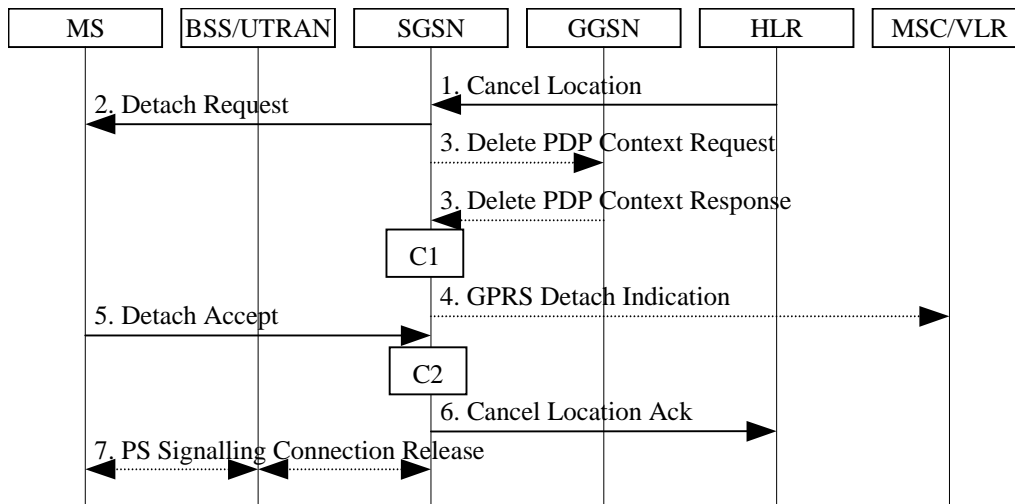 MS
BSS/UTRAN
SGSN
GGSN
HLR
MSC/VLR
1. Cancel Location
2. Detach Request
3. Delete PDP Context Request
3. Delete PDP Context Response
C1
4. GPRS Detach Indication
5. Detach Accept
C2
6. Cancel Location Ack
7. PS Signalling Connection Release